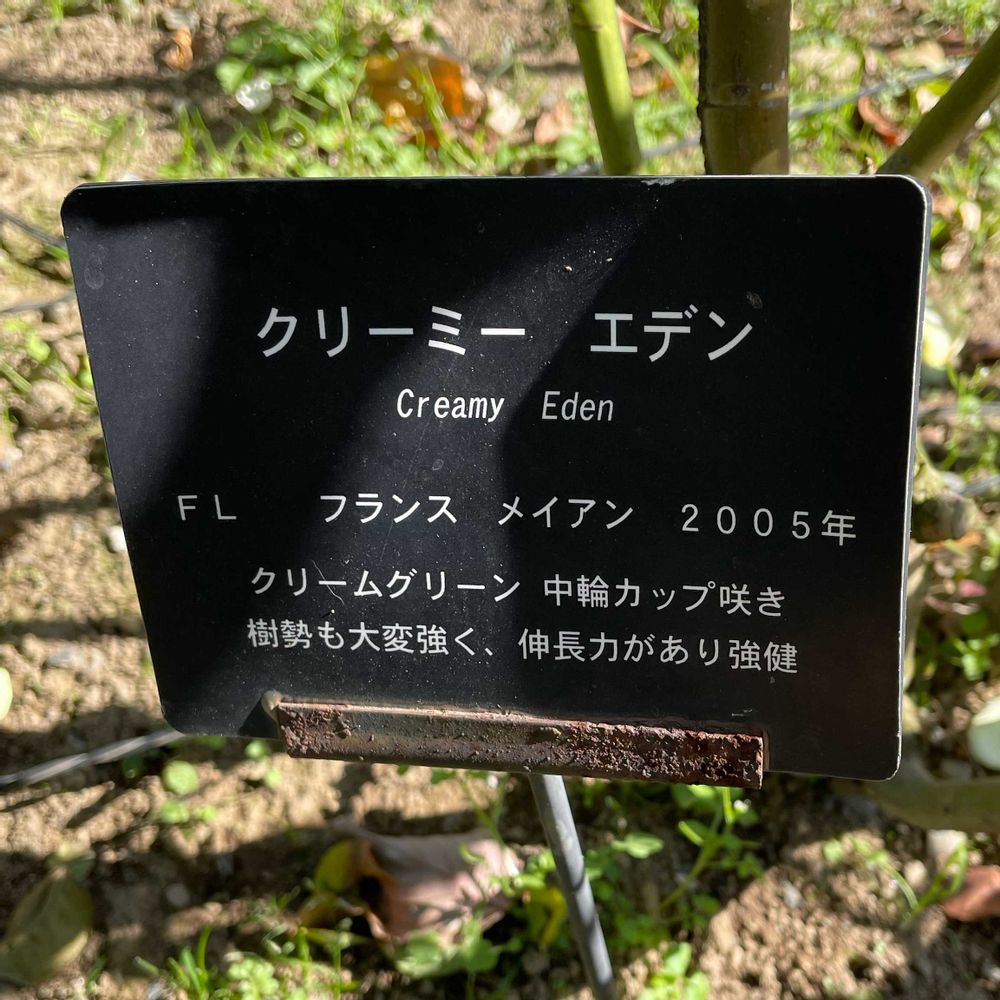 クリーミー　エデン
Creamy Eden
ＦＬ　フランス　メイアン　２００５年
クリームグリーン 中輪カップ咲き
樹勢も大変強く、伸長力があり強健